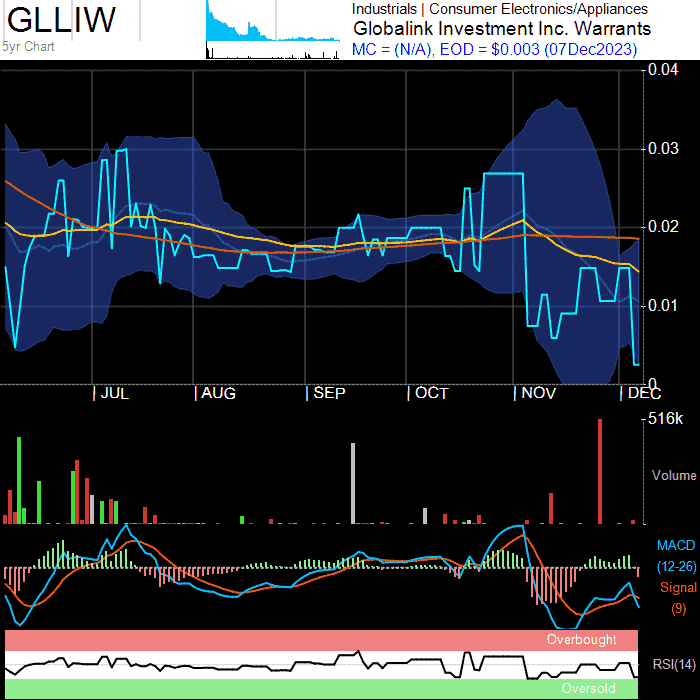 GLLIW
5yr Chart
Industrials | Consumer Electronics/Appliances
Globalink Investment Inc. Warrants
MC = (N/A), EOD = $0.003 (07Dec2023)
0.04
0.03
0.02
0.01
0
| JUL | AUG | SEP | OCT | NOV | DEC
516k
Volume
MACD
(12-26)
Signal
(9)
Overbought
RSI(14)
Oversold